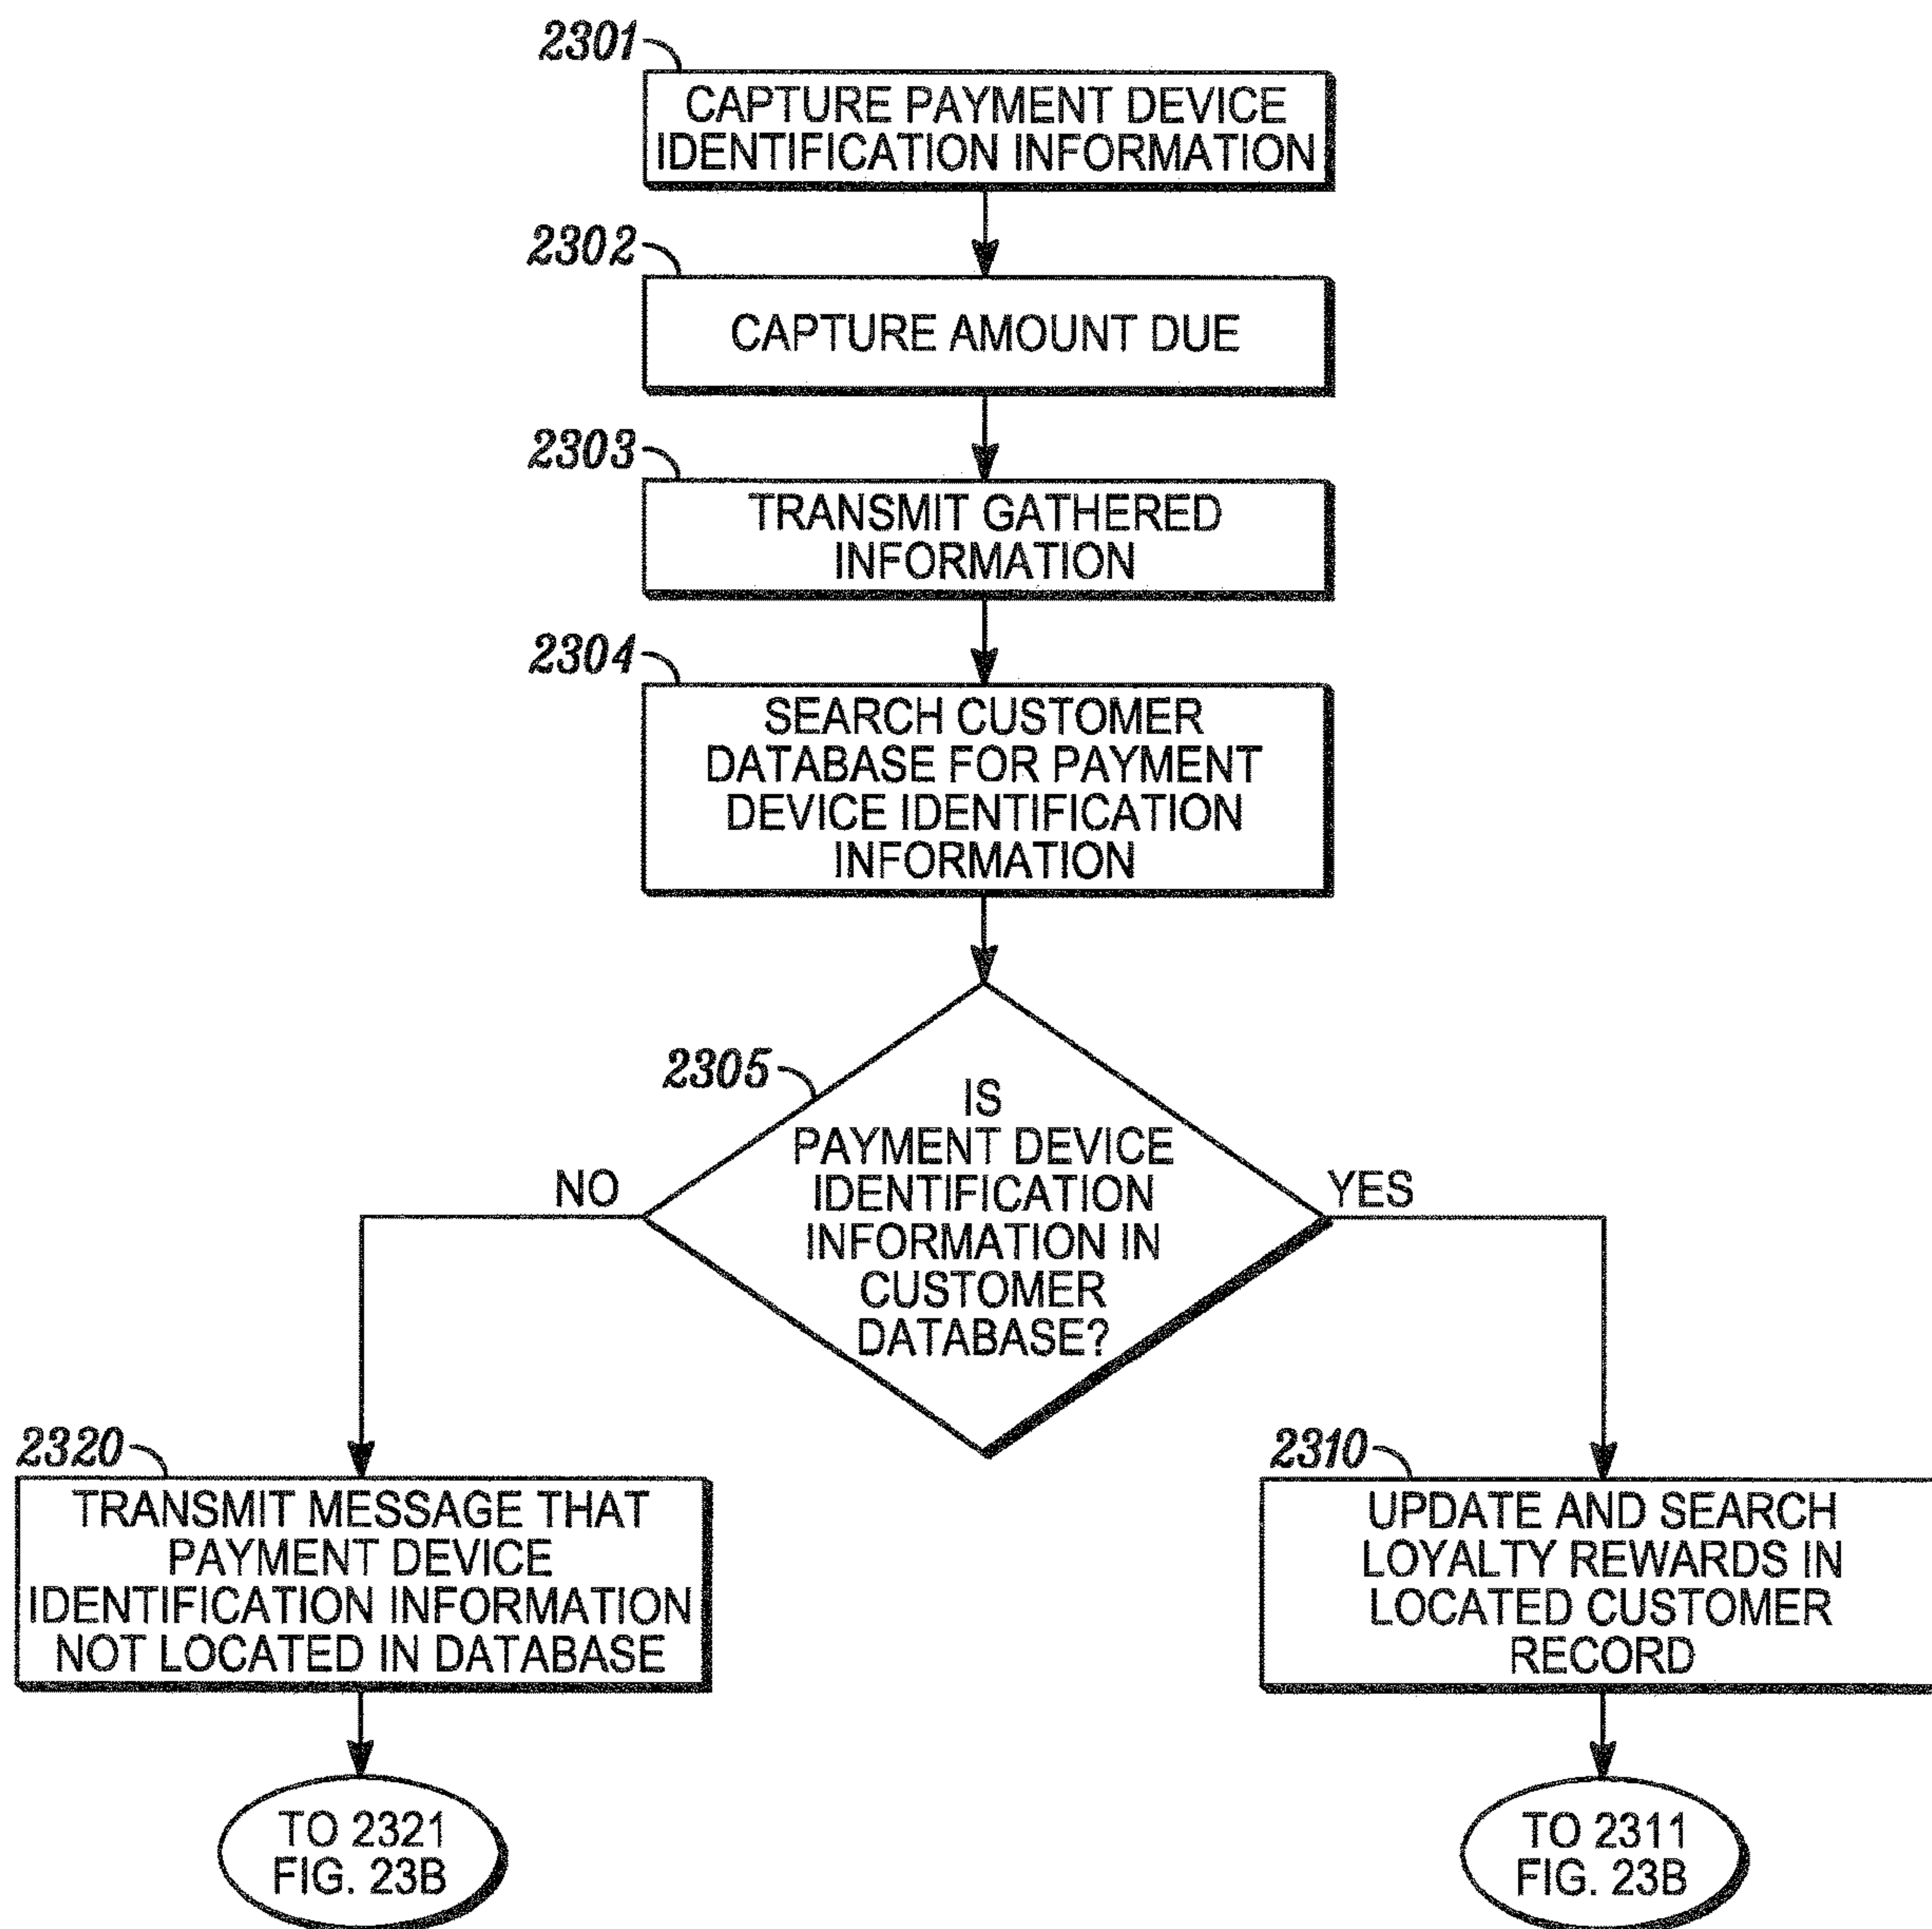 2301
CAPTURE PAYMENT DEVICE
IDENTIFICATION INFORMATION
2302
CAPTURE AMOUNT DUE
2303
TRANSMIT GATHERED
INFORMATION
2304
SEARCH CUSTOMER
DATABASE FOR PAYMENT
DEVICE IDENTIFICATION
INFORMATION
2305
IS
PAYMENT DEVICE
IDENTIFICATION
INFORMATION IN
CUSTOMER
DATABASE?
NO
YES
2320
TRANSMIT MESSAGE THAT
PAYMENT DEVICE
IDENTIFICATION INFORMATION
NOT LOCATED IN DATABASE
2310
UPDATE AND SEARCH
LOYALTY REWARDS IN
LOCATED CUSTOMER
RECORD
TO 2321
FIG. 23B
TO 2311
FIG. 23B